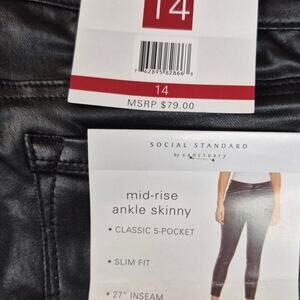 14
14
MSRP $79.00
SOCIAL STANDARD
by sanctuary
mid-rise
ankle skinny
• CLASSIC 5-POCKET
• SLIM FIT
• 27" INSEAM